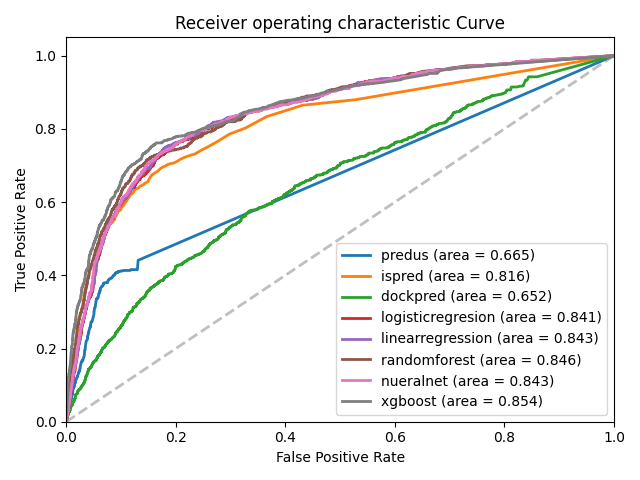 Receiver operating characteristic Curve
True Positive Rate
1.0
0.8
0.6
0.4
0.2
0.0
predus (area = 0.665)
ispred (area = 0.816)
dockpred (area = 0.652)
logisticregresion (area = 0.841)
linearregression (area = 0.843)
randomforest (area = 0.846)
nueralnet (area = 0.843)
xgboost (area = 0.854)
0.0 0.2 0.4 0.6 0.8 1.0
False Positive Rate